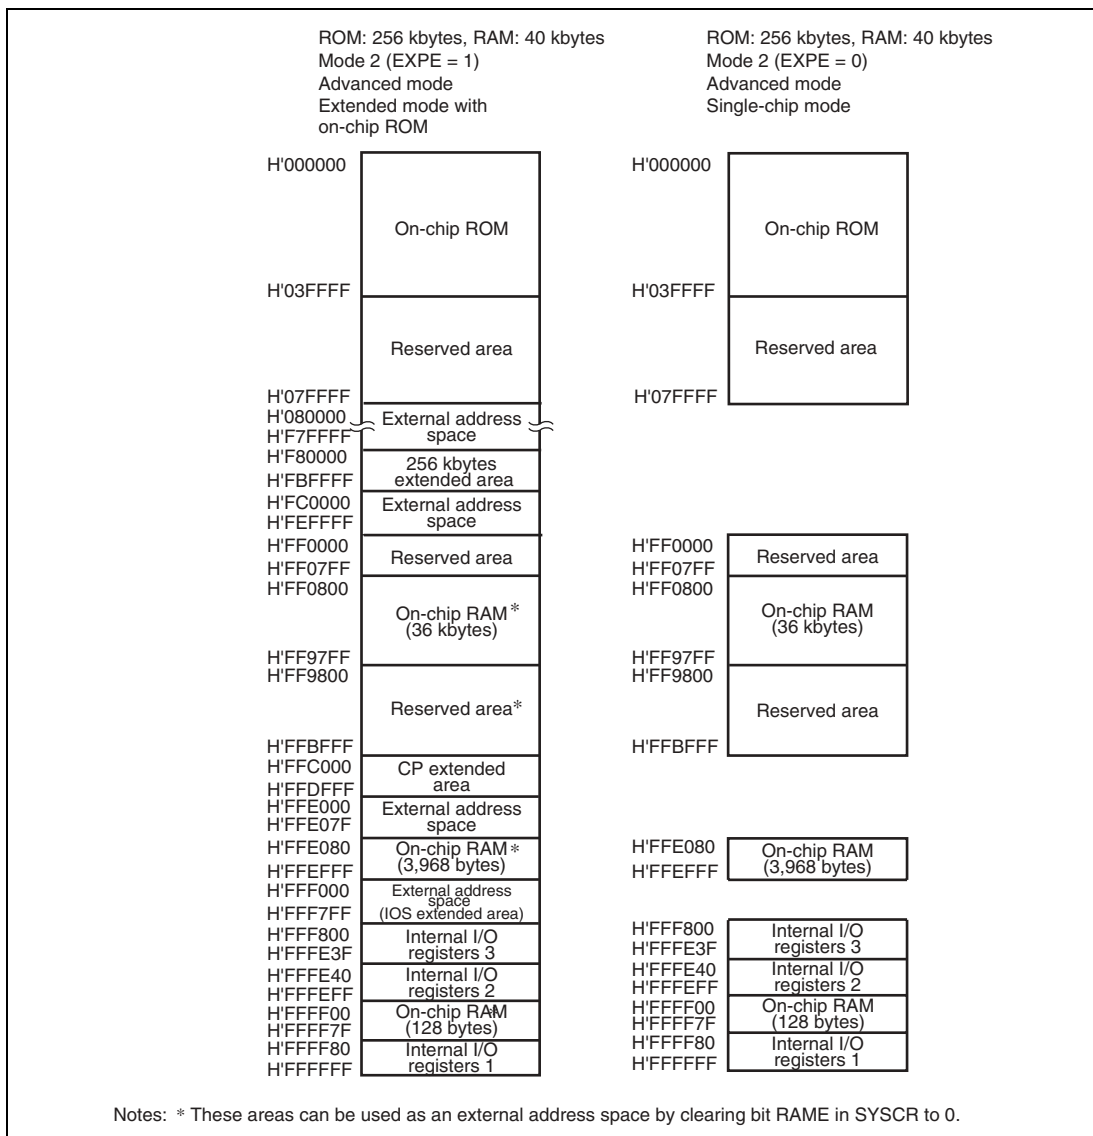 ROM: 256 kbytes, RAM: 40 kbytes
Mode 2 (EXPE = 1)
Advanced mode
Extended mode with
on-chip ROM
H'000000
On-chip ROM
H'03FFFF
Reserved area
H'07FFFF
H'080000
External address
space
H'F7FFFF
H'F80000
256 kbytes
extended area
H'FBFFFF
H'FC0000
External address
space
H'FEFFFF
H'FF0000
Reserved area
H'FF07FF
H'FF0800
On-chip RAM*
(36 kbytes)
H'FF97FF
H'FF9800
Reserved area*
H'FFBFFF
H'FFC000
CP extended
area
H'FFDFFF
H'FFE000
External address
space
H'FFE07F
H'FFE080
On-chip RAM*
(3,968 bytes)
H'FFEFFF
H'FFF000
External address
space
(IOS extended area)
H'FFF7FF
H'FFF800
Internal I/O
registers 3
H'FFFE3F
H'FFFE40
Internal I/O
registers 2
H'FFFEFF
H'FFFF00
On-chip RAM*
(128 bytes)
H'FFFF7F
H'FFFF80
Internal I/O
registers 1
H'FFFFFF
ROM: 256 kbytes, RAM: 40 kbytes
Mode 2 (EXPE = 0)
Advanced mode
Single-chip mode
H'000000
On-chip ROM
H'03FFFF
Reserved area
H'07FFFF
H'FF0000
Reserved area
H'FF07FF
H'FF0800
On-chip RAM
(36 kbytes)
H'FF97FF
H'FF9800
Reserved area
H'FFBFFF
H'FFE080
On-chip RAM
(3,968 bytes)
H'FFEFFF
H'FFF800
Internal I/O
registers 3
H'FFFE3F
H'FFFE40
Internal I/O
registers 2
H'FFFEFF
H'FFFF00
On-chip RAM
(128 bytes)
H'FFFF7F
H'FFFF80
Internal I/O
registers 1
H'FFFFFF
Notes: * These areas can be used as an external address space by clearing bit RAME in SYSCR to 0.